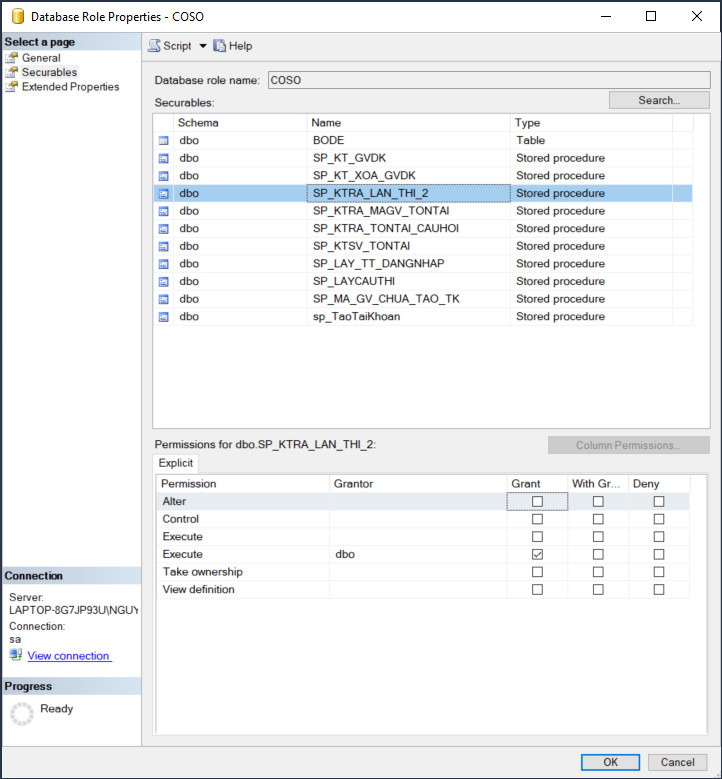 Database Role Properties - COSO
Select a page
General
Securables
Extended Properties
Script Help
Database role name: COSO
Securables: Search...
Schema Name Type
dbo BODE Table
dbo SP_KT_GVDK Stored procedure
dbo SP_KT_XOA_GVDK Stored procedure
dbo SP_KTRA_LAN_THI_2 Stored procedure
dbo SP_KTRA_MAGV_TONTAI Stored procedure
dbo SP_KTRA_TONTAI_CAUHOI Stored procedure
dbo SP_KTSV_TONTAI Stored procedure
dbo SP_LAY_TT_DANGNHAP Stored procedure
dbo SP_LAYCAUTHI Stored procedure
dbo SP_MA_GV_CHUA_TAO_TK Stored procedure
dbo sp_TaoTaiKhoan Stored procedure
Permissions for dbo.SP_KTRA_LAN_THI_2: Column Permissions...
Explicit
Permission Grantor Grant With Gr... Deny
Alter
Control
Execute
Execute dbo
Take ownership
View definition
Connection
Server:
LAPTOP-8G7JP93U\NGUY
Connection:
sa
View connection
Progress
Ready
OK Cancel